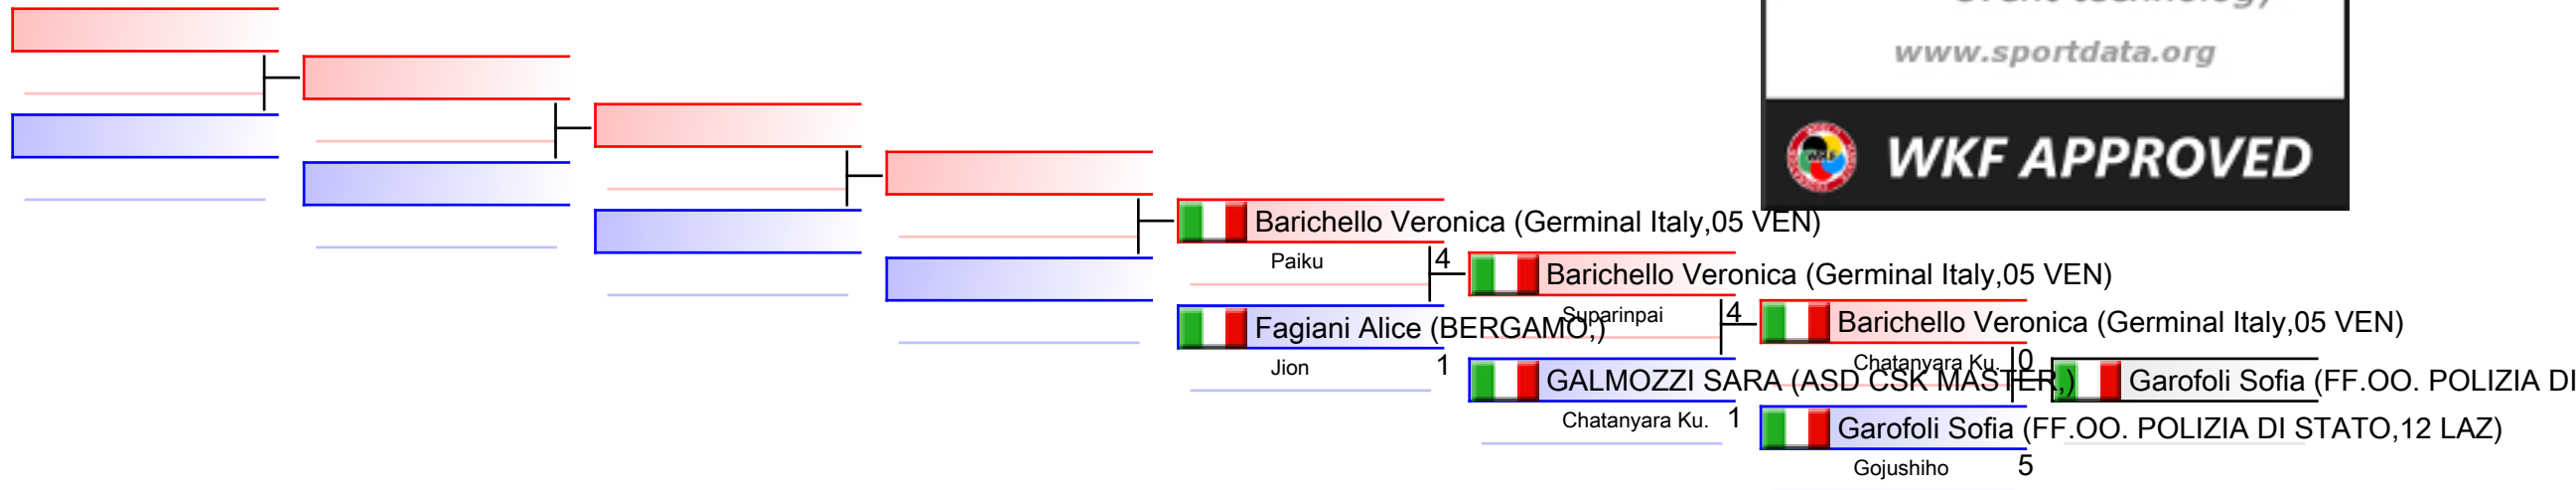 event technology
www.sportdata.org
WKF APPROVED
Barichello Veronica (Germinal Italy,05 VEN)
Paiku
4
Barichello Veronica (Germinal Italy,05 VEN)
Fagiani Alice (BERGAMO,)
Suparinpai
4
Barichello Veronica (Germinal Italy,05 VEN)
Jion
1
GALMOZZI SARA (ASD CSK MASTER,)
Chatanyara Ku.
0
Garofoli Sofia (FF.OO. POLIZIA DI
Chatanyara Ku.
1
Garofoli Sofia (FF.OO. POLIZIA DI STATO,12 LAZ)
Gojushiho
5